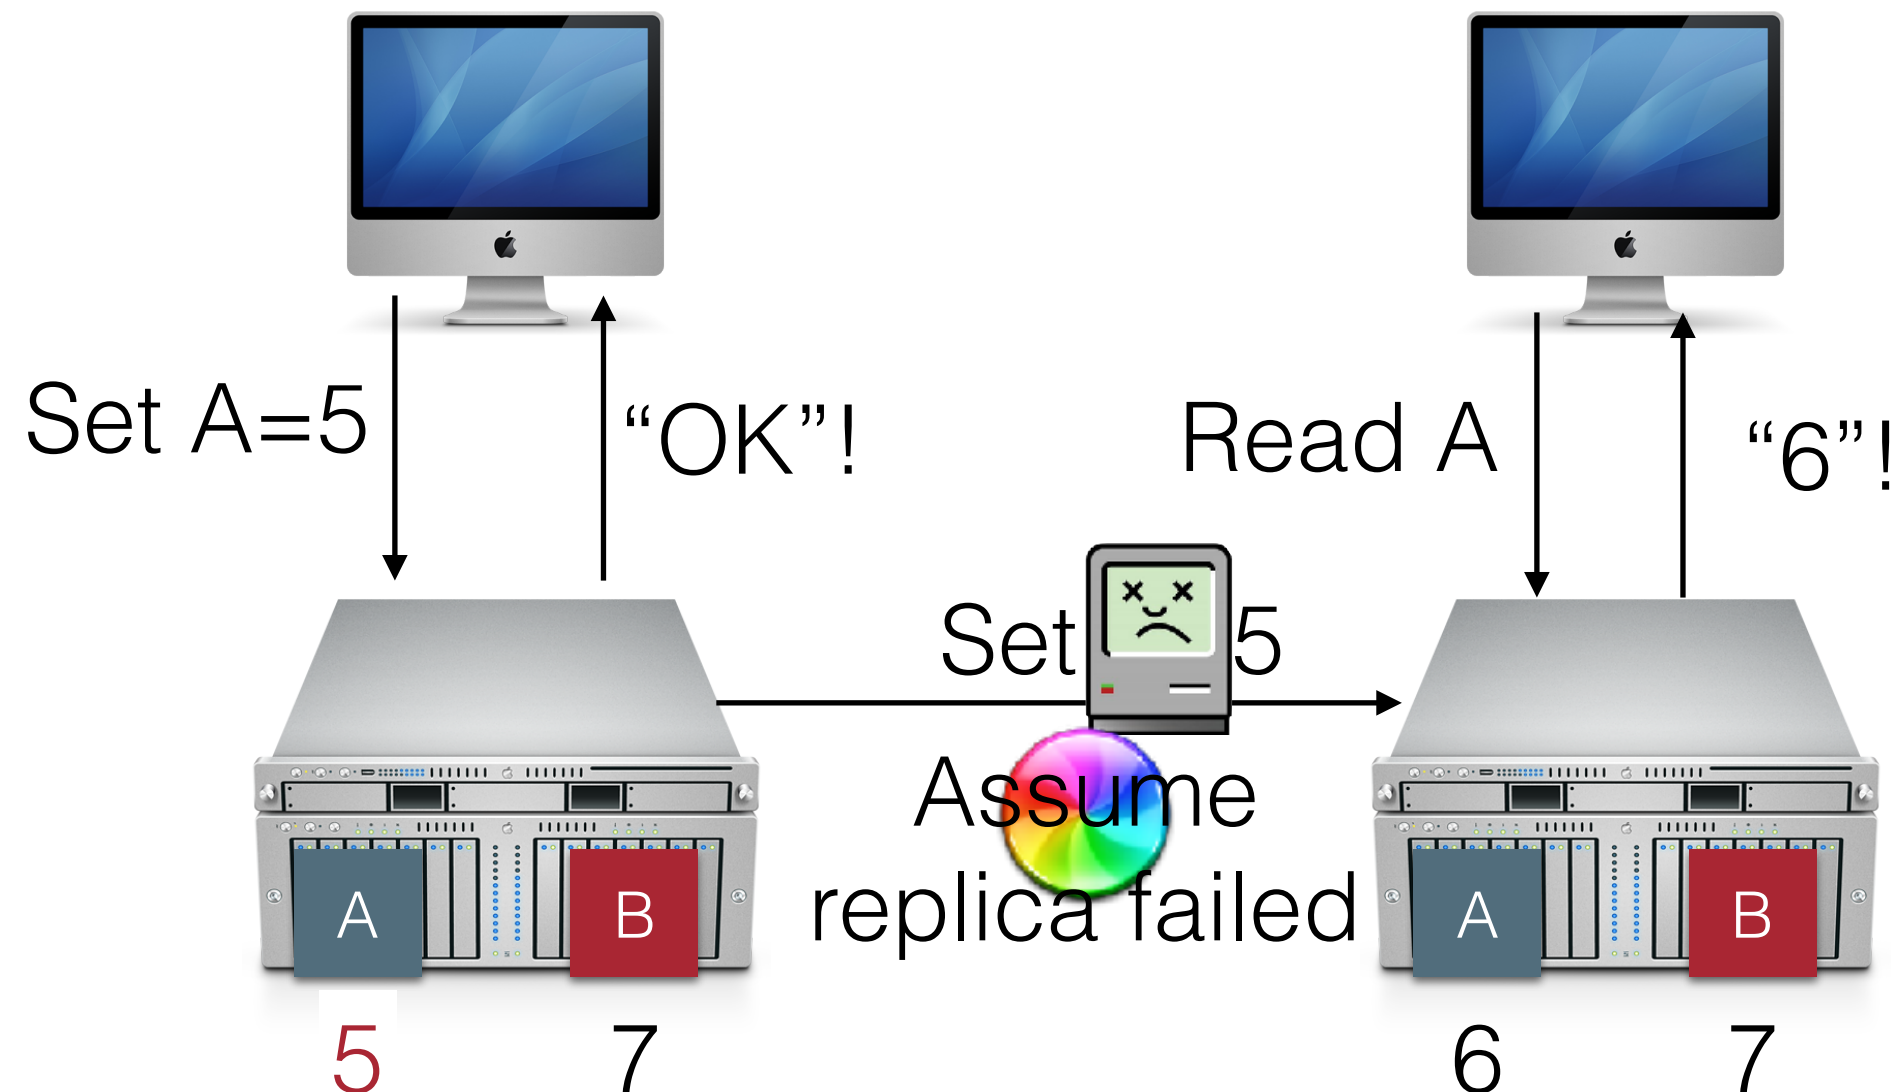 Set A=5
“OK”!
Read A
“6”!
Set 5
Assume
replica failed
A B
A B
5 7
6 7